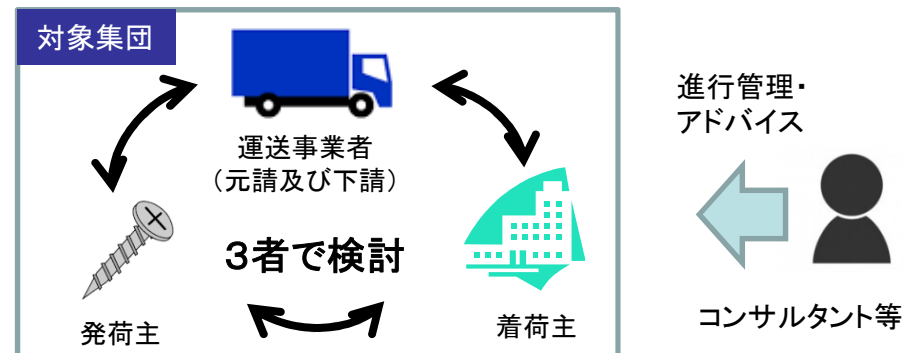 対象集団
運送事業者
（元請及び下請）
３者で検討
発荷主
着荷主
進行管理・
アドバイス
コンサルタント等